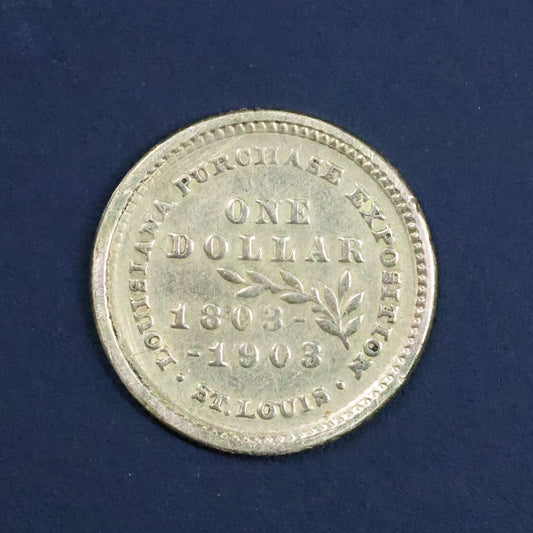 LOUISIANA PURCHASE EXPOSITION
ONE
DOLLAR
1803-
-1903
· ST. LOUIS ·